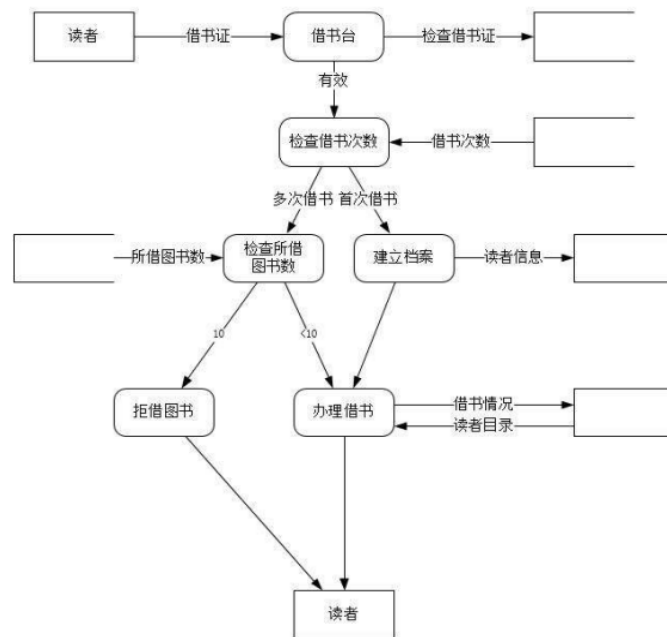 读者
借书证
借书台
检查借书证
有效
检查借书次数
借书次数
多次借书
首次借书
所借图书数
检查所借
图书数
建立档案
读者信息
10
<10
拒借图书
办理借书
借书情况
读者目录
读者